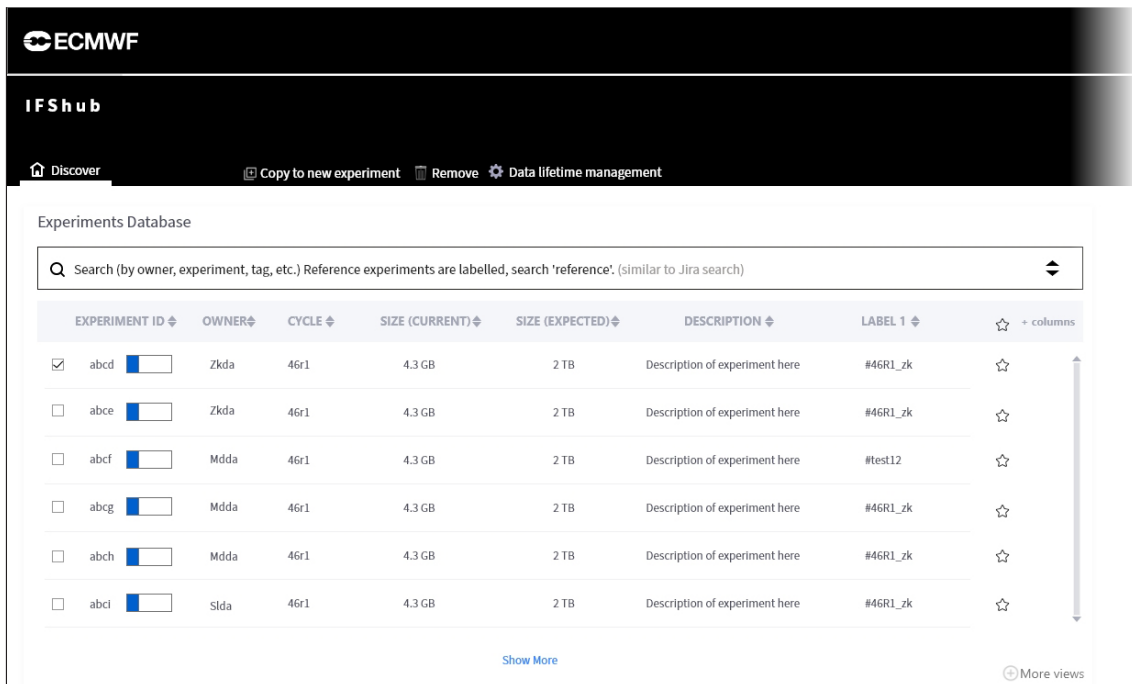 ECMWF
IFShub
Discover Copy to new experiment Remove Data lifetime management
Experiments Database
Search (by owner, experiment, tag, etc.) Reference experiments are labelled, search 'reference'. (similar to Jira search)
EXPERIMENT ID OWNER CYCLE SIZE (CURRENT) SIZE (EXPECTED) DESCRIPTION LABEL 1 + columns
abcd Zkda 46r1 4.3 GB 2 TB Description of experiment here #46R1_zk
abce Zkda 46r1 4.3 GB 2 TB Description of experiment here #46R1_zk
abcf Mdda 46r1 4.3 GB 2 TB Description of experiment here #test12
abcg Mdda 46r1 4.3 GB 2 TB Description of experiment here #46R1_zk
abch Mdda 46r1 4.3 GB 2 TB Description of experiment here #46R1_zk
abci Slda 46r1 4.3 GB 2 TB Description of experiment here #46R1_zk
Show More
More views